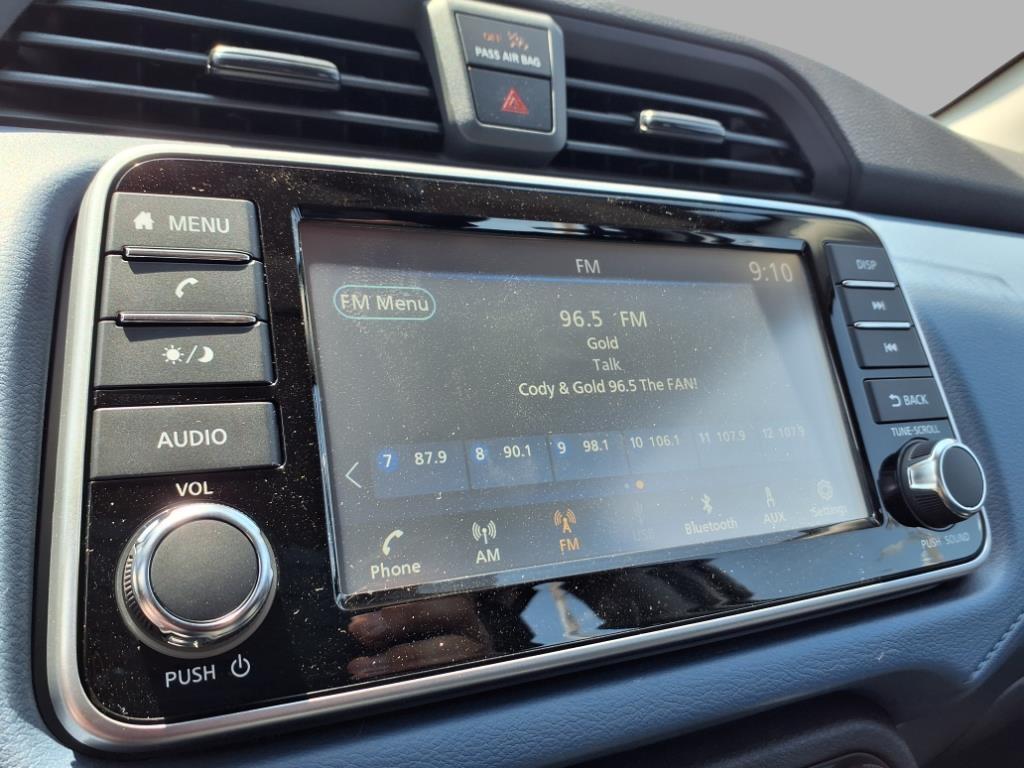 OFF
PASS AIR BAG
MENU
AUDIO
VOL
PUSH
FM
9:10
FM Menu
96.5 FM
Gold
Talk
Cody & Gold 96.5 The FAN!
7 87.9
8 90.1
9 98.1
10 106.1
11 107.9
12 107.9
Phone
AM
FM
USB
Bluetooth
AUX
Settings
DISP
BACK
TUNE·SCROLL
PUSH SOUND